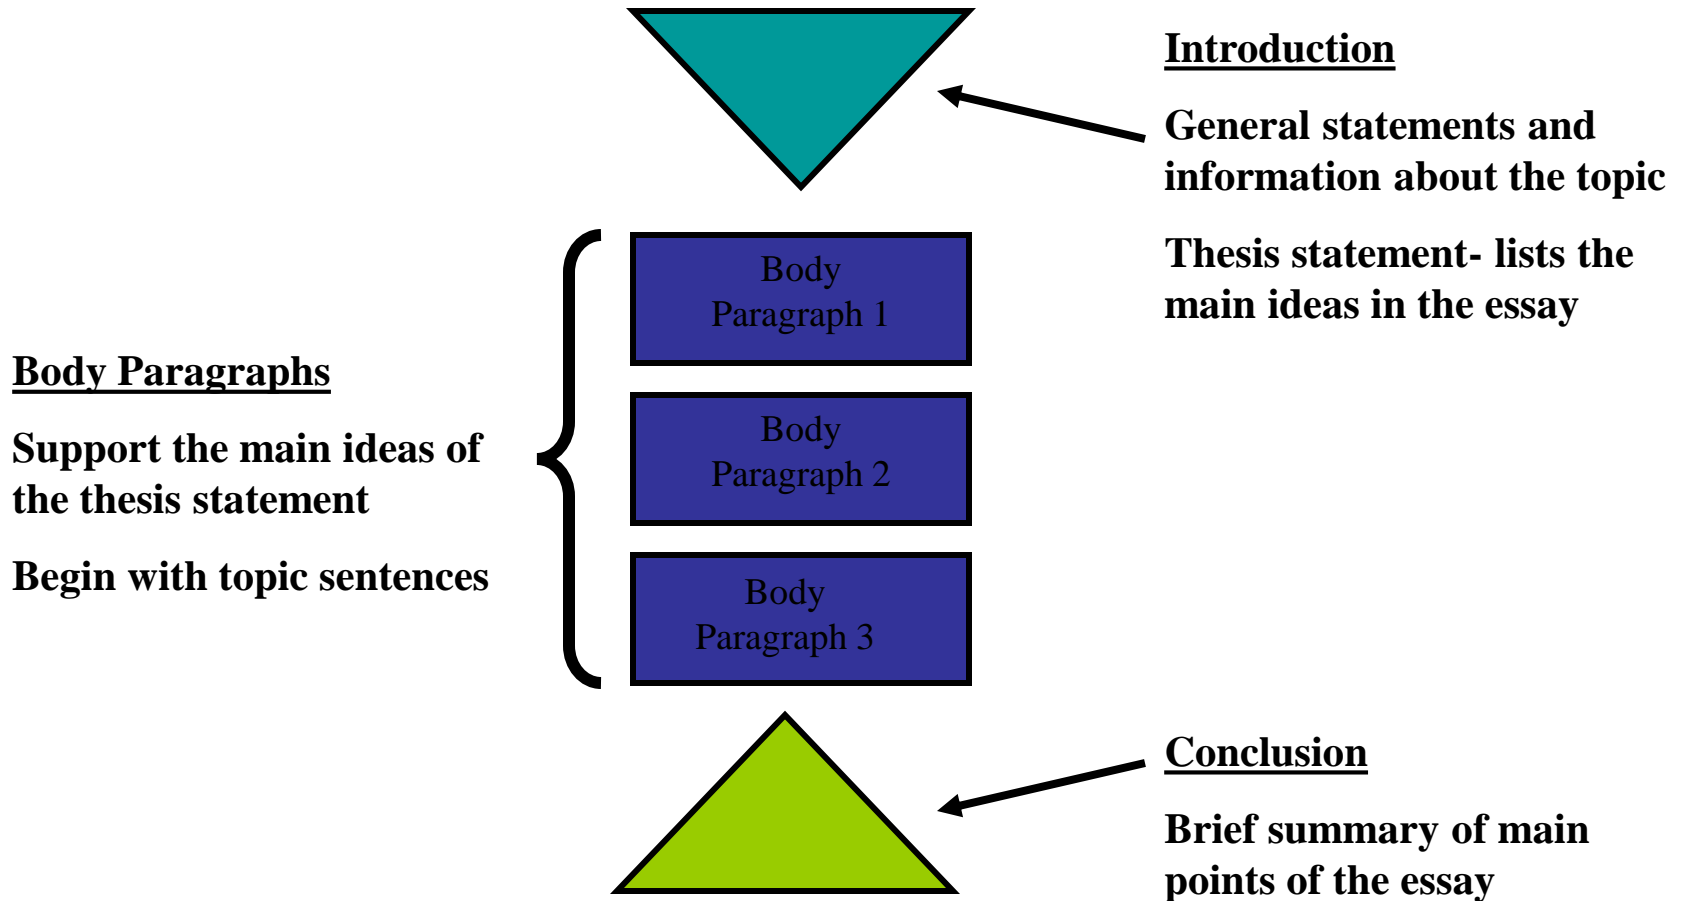 Introduction
General statements and
information about the topic
Thesis statement- lists the
main ideas in the essay
Body
Paragraph 1
Body
Paragraph 2
Body
Paragraph 3
Body Paragraphs
Support the main ideas of
the thesis statement
Begin with topic sentences
Conclusion
Brief summary of main
points of the essay